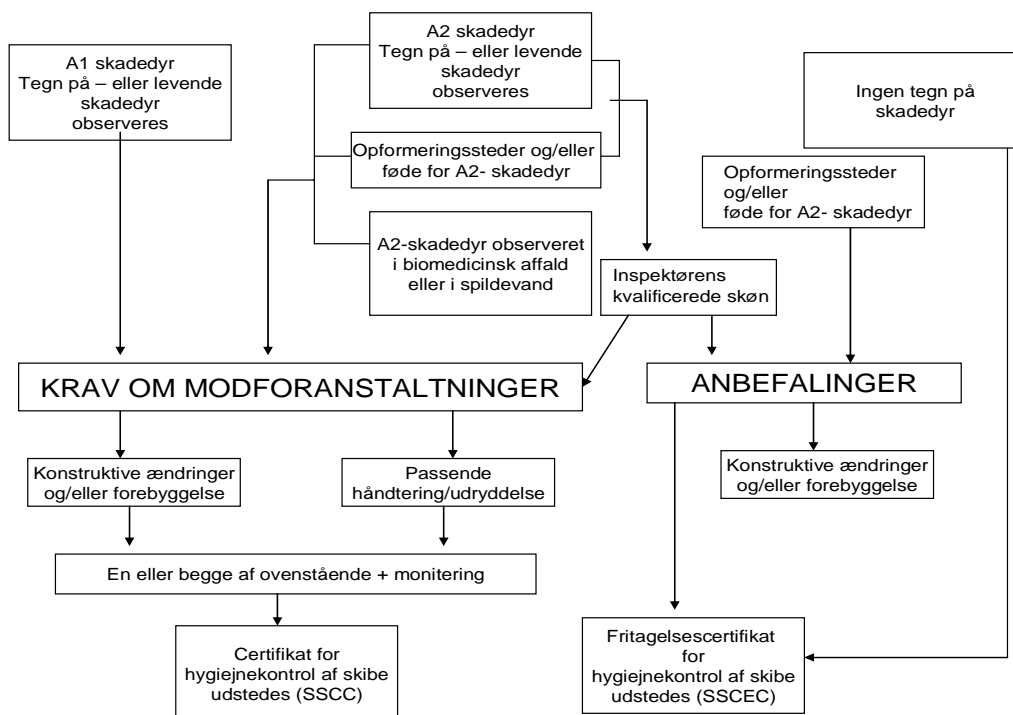 A1 skadedyr
Tegn på – eller levende
skadedyr
observeres
A2 skadedyr
Tegn på – eller levende
skadedyr
observeres
Ingen tegn på
skadedyr
Opformeringssteder og/eller
føde for A2- skadedyr
Opformeringssteder
og/eller
føde for A2- skadedyr
A2-skadedyr observeret
i biomedicinsk affald
eller i spildevand
Inspektørens
kvalificerede skøn
KRAV OM MODFORANSTALTNINGER
ANBEFALINGER
Konstruktive ændringer
og/eller forebyggelse
Passende
håndtering/udryddelse
Konstruktive ændringer
og/eller forebyggelse
En eller begge af ovenstående + monitering
Certifikat for
hygiejnekontrol af skibe
udstedes (SSCC)
Fritagelsescertifikat
for
hygiejnekontrol af skibe
udstedes (SSCEC)